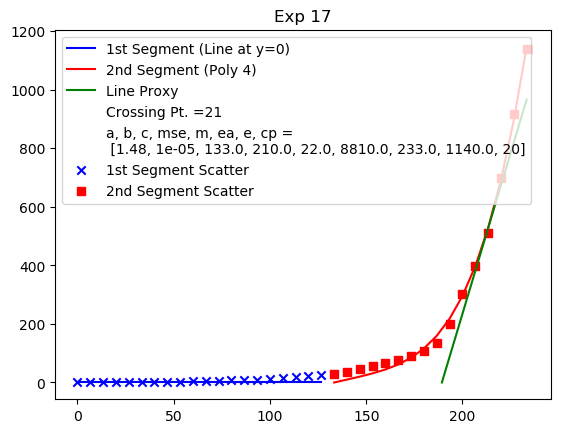 Exp 17
1st Segment (Line at y=0)
2nd Segment (Poly 4)
Line Proxy
Crossing Pt. =21
a, b, c, mse, m, ea, e, cp =
[1.48, 1e-05, 133.0, 210.0, 22.0, 8810.0, 233.0, 1140.0, 20]
1st Segment Scatter
2nd Segment Scatter
1200
1000
800
600
400
200
0
0 50 100 150 200